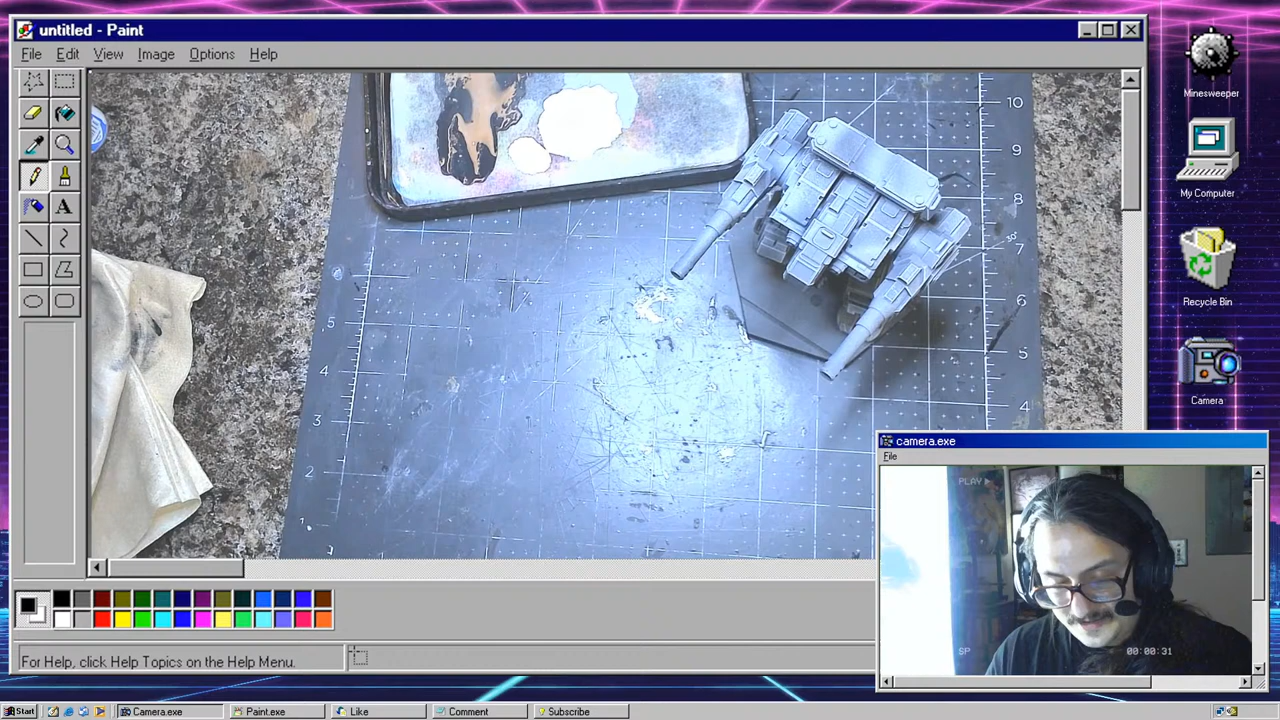 untitled - Paint
File Edit View Image Options Help
10
9
8
7
6
5
4
5
4
3
2
1
Minesweeper
My Computer
Recycle Bin
Camera
camera.exe
File
PLAY
SP 00:00:31
For Help, click Help Topics on the Help Menu.
Start Camera.exe Paint.exe Like Comment Subscribe